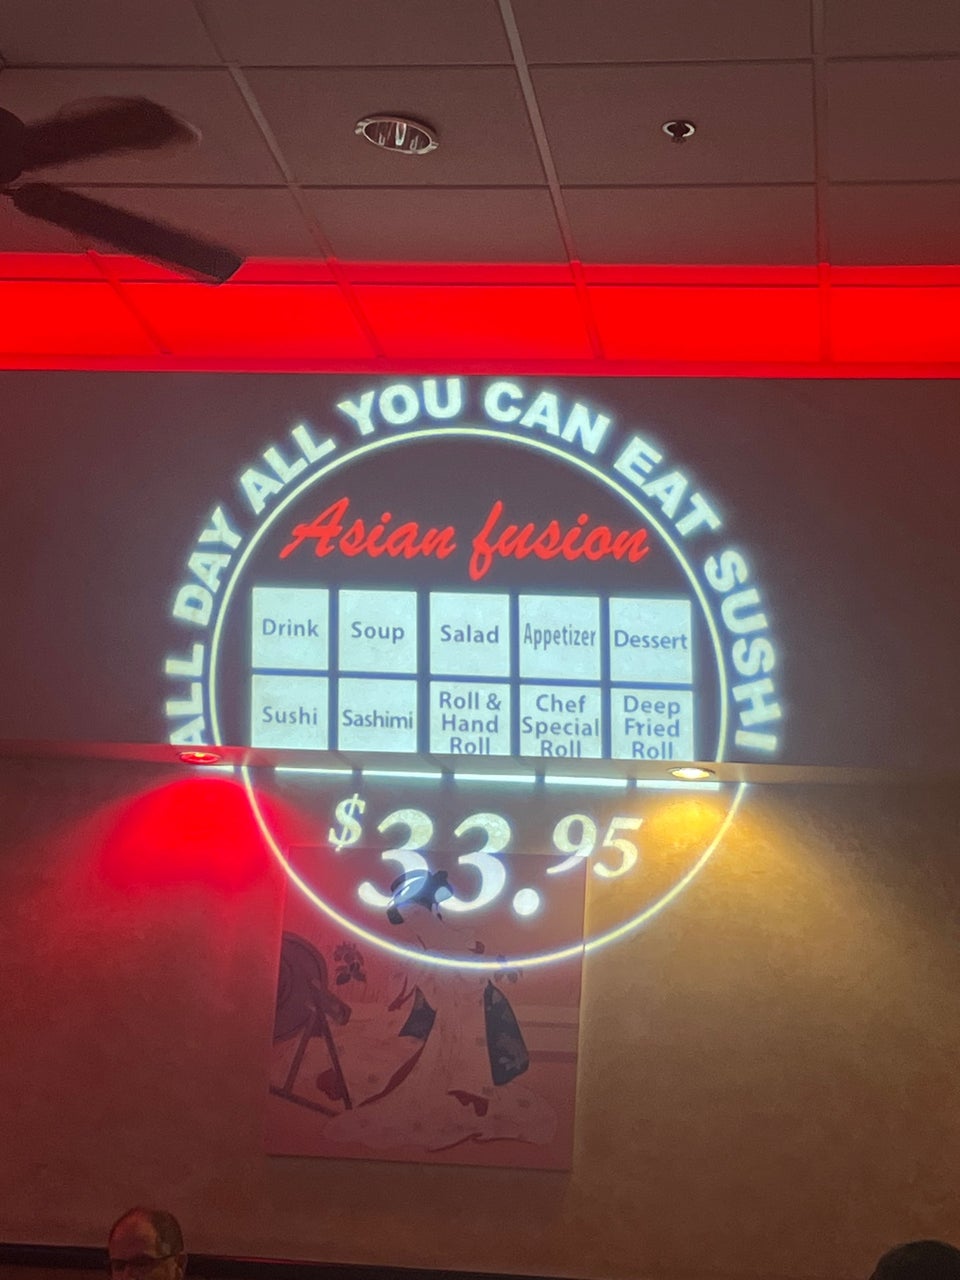 ALL DAY ALL YOU CAN EAT SUSHI
Asian fusion
Drink
Soup
Salad
Appetizer
Dessert
Sushi
Sashimi
Roll &
Hand
Roll
Chef
Special
Roll
Deep
Fried
Roll
$33.95